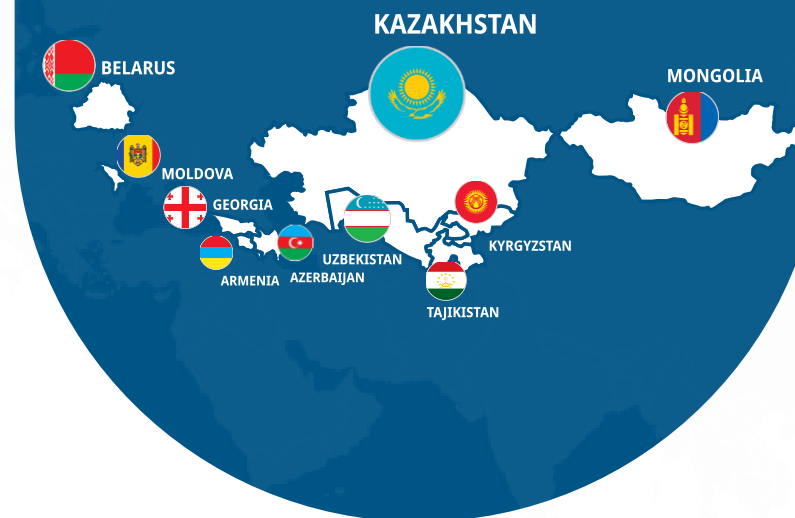 KAZAKHSTAN
BELARUS
MONGOLIA
MOLDOVA
GEORGIA
KYRGYZSTAN
UZBEKISTAN
ARMENIA
AZERBAIJAN
TAJIKISTAN